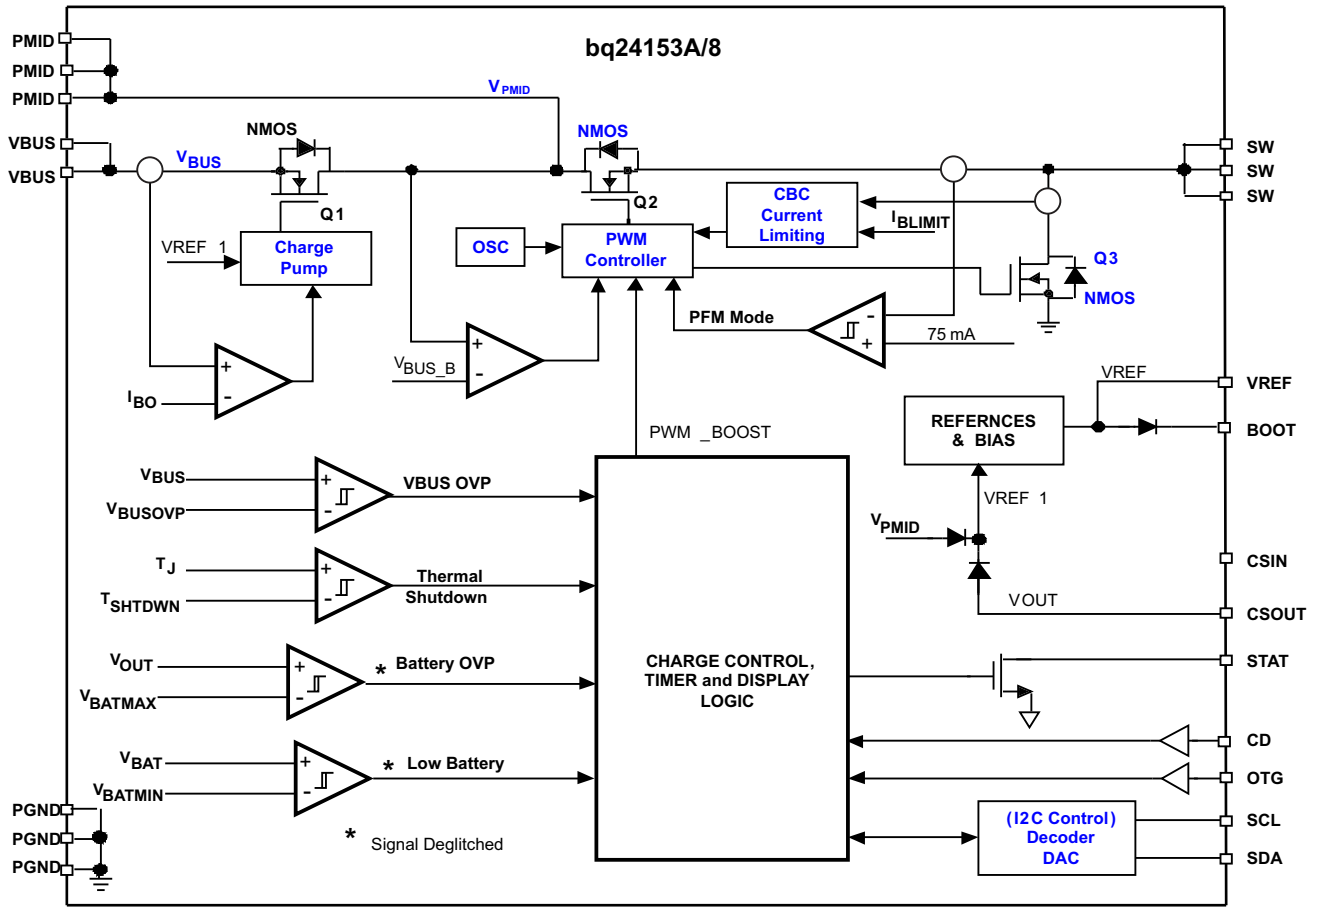 bq24153A/8
PMID
PMID
PMID
VPMID
VBUS
VBUS
VBUS
NMOS
Q1
NMOS
Q2
SW
SW
SW
CBC
Current
Limiting
IBLIMIT
VREF 1
Charge
Pump
OSC
PWM
Controller
Q3
NMOS
PFM Mode
-
+
75 mA
+
-
IBO
+
-
VBUS_B
PWM _BOOST
VREF
VREF
BOOT
REFERNCES
& BIAS
VREF 1
VPMID
VOUT
CSIN
CSOUT
VBUS
VBUSOVP
+
-
VBUS OVP
TJ
TSHTDWN
+
-
Thermal
Shutdown
VOUT
VBATMAX
+
-
* Battery OVP
VBAT
VBATMIN
+
-
* Low Battery
CHARGE CONTROL,
TIMER and DISPLAY
LOGIC
STAT
CD
OTG
(I2C Control)
Decoder
DAC
SCL
SDA
PGND
PGND
PGND
* Signal Deglitched